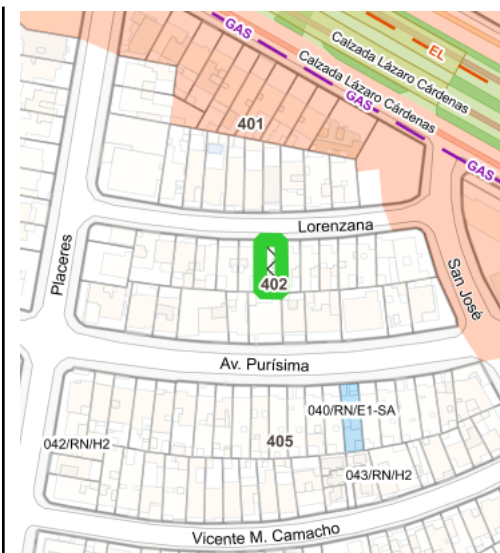 GAS
EL
Calzada Lázaro Cárdenas
Calzada Lázaro Cárdenas
GAS
401
GAS
Lorenzana
Placeres
402
San José
Av. Purísima
040/RN/E1-SA
042/RN/H2
405
043/RN/H2
Vicente M. Camacho